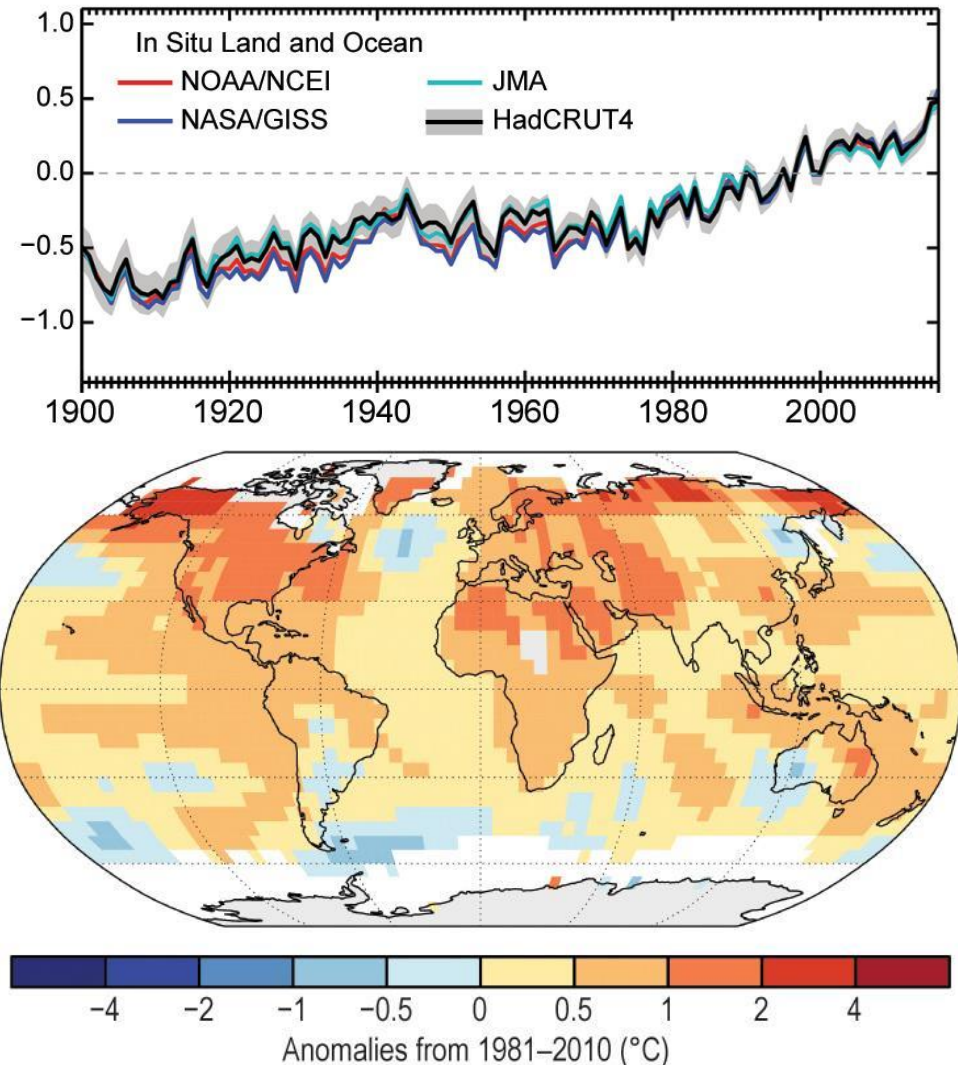 1.0
In Situ Land and Ocean
NOAA/NCEI JMA
0.5
NASA/GISS HadCRUT4
0.0
−0.5
−1.0
1900 1920 1940 1960 1980 2000
−4 −2 −1 −0.5 0 0.5 1 2 4
Anomalies from 1981–2010 (°C)